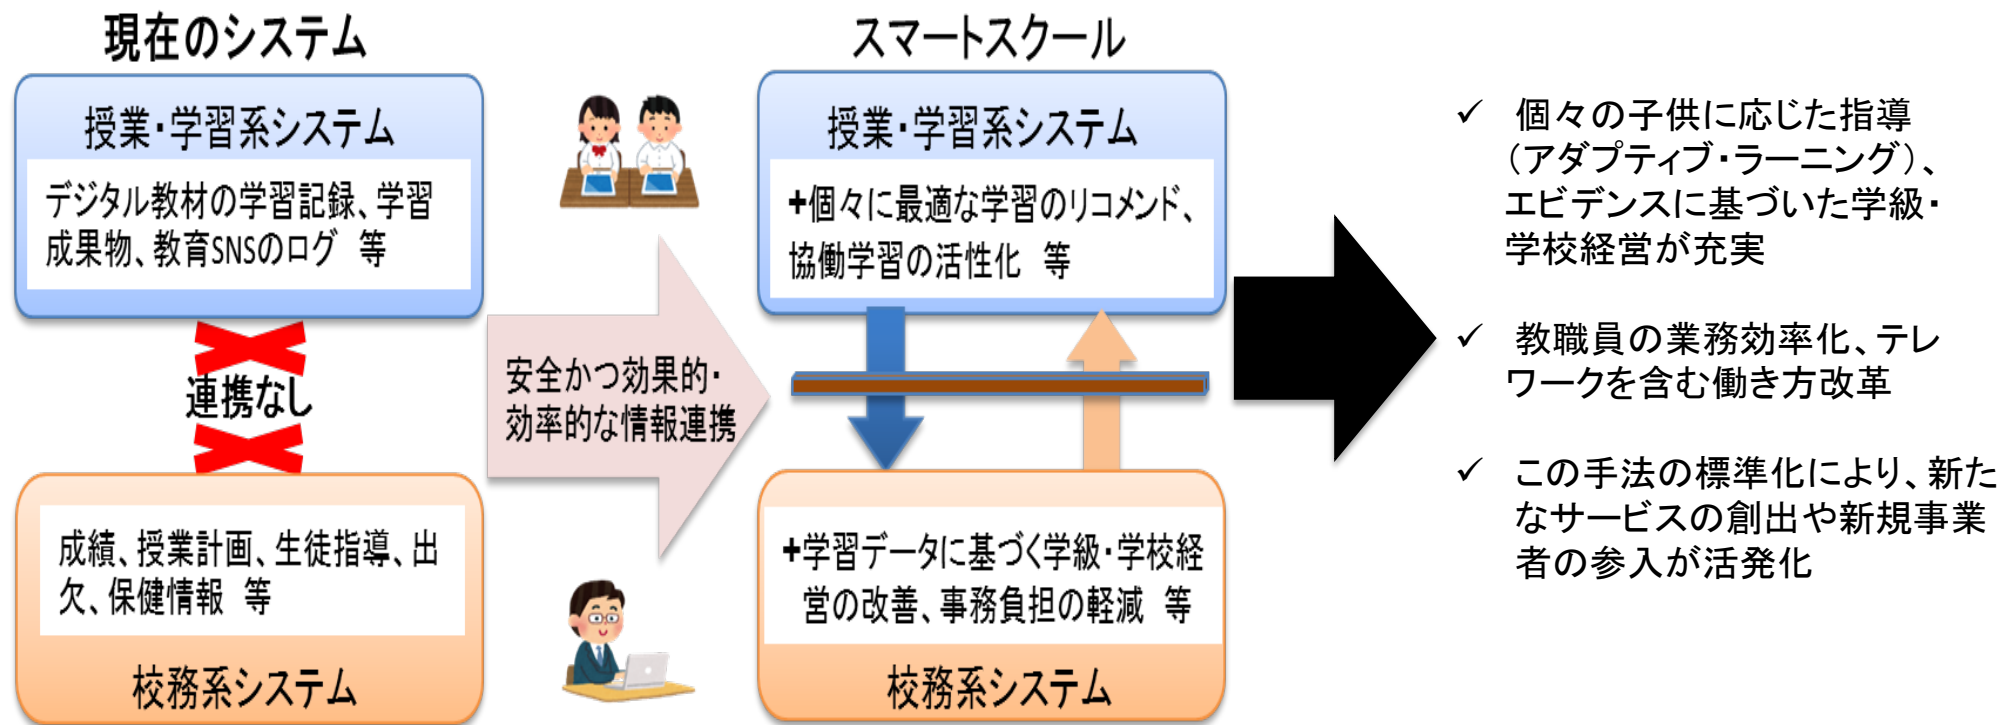 現在のシステム
授業・学習系システム
デジタル教材の学習記録、学習
成果物、教育SNSのログ 等
連携なし
成績、授業計画、生徒指導、出
欠、保健情報 等
校務系システム
安全かつ効果的・
効率的な情報連携
スマートスクール
授業・学習系システム
+個々に最適な学習のリコメンド、
協働学習の活性化 等
+学習データに基づく学級・学校経
営の改善、事務負担の軽減 等
校務系システム
✓ 個々の子供に応じた指導
（アダプティブ・ラーニング）、
エビデンスに基づいた学級・
学校経営が充実
✓ 教職員の業務効率化、テレ
ワークを含む働き方改革
✓ この手法の標準化により、新た
なサービスの創出や新規事業
者の参入が活発化